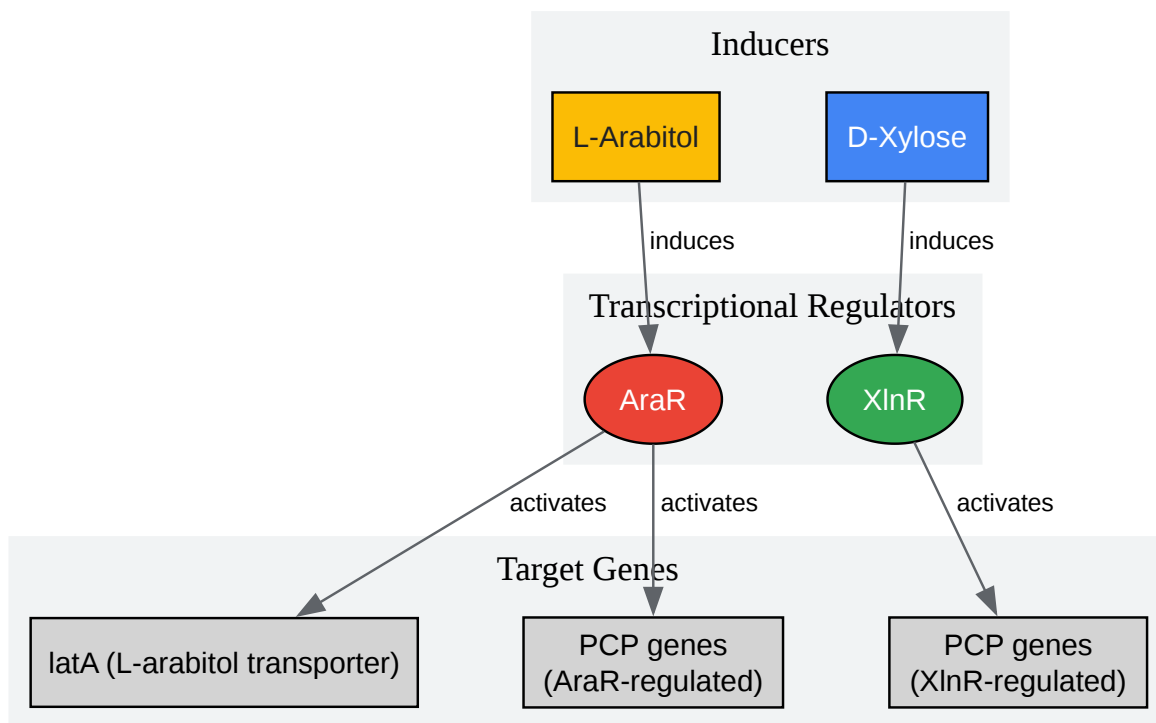 Inducers
L-Arabitol
D-Xylose
induces
induces
Transcriptional Regulators
AraR
XlnR
activates
activates
activates
Target Genes
latA (L-arabitol transporter)
PCP genes
(AraR-regulated)
PCP genes
(XlnR-regulated)